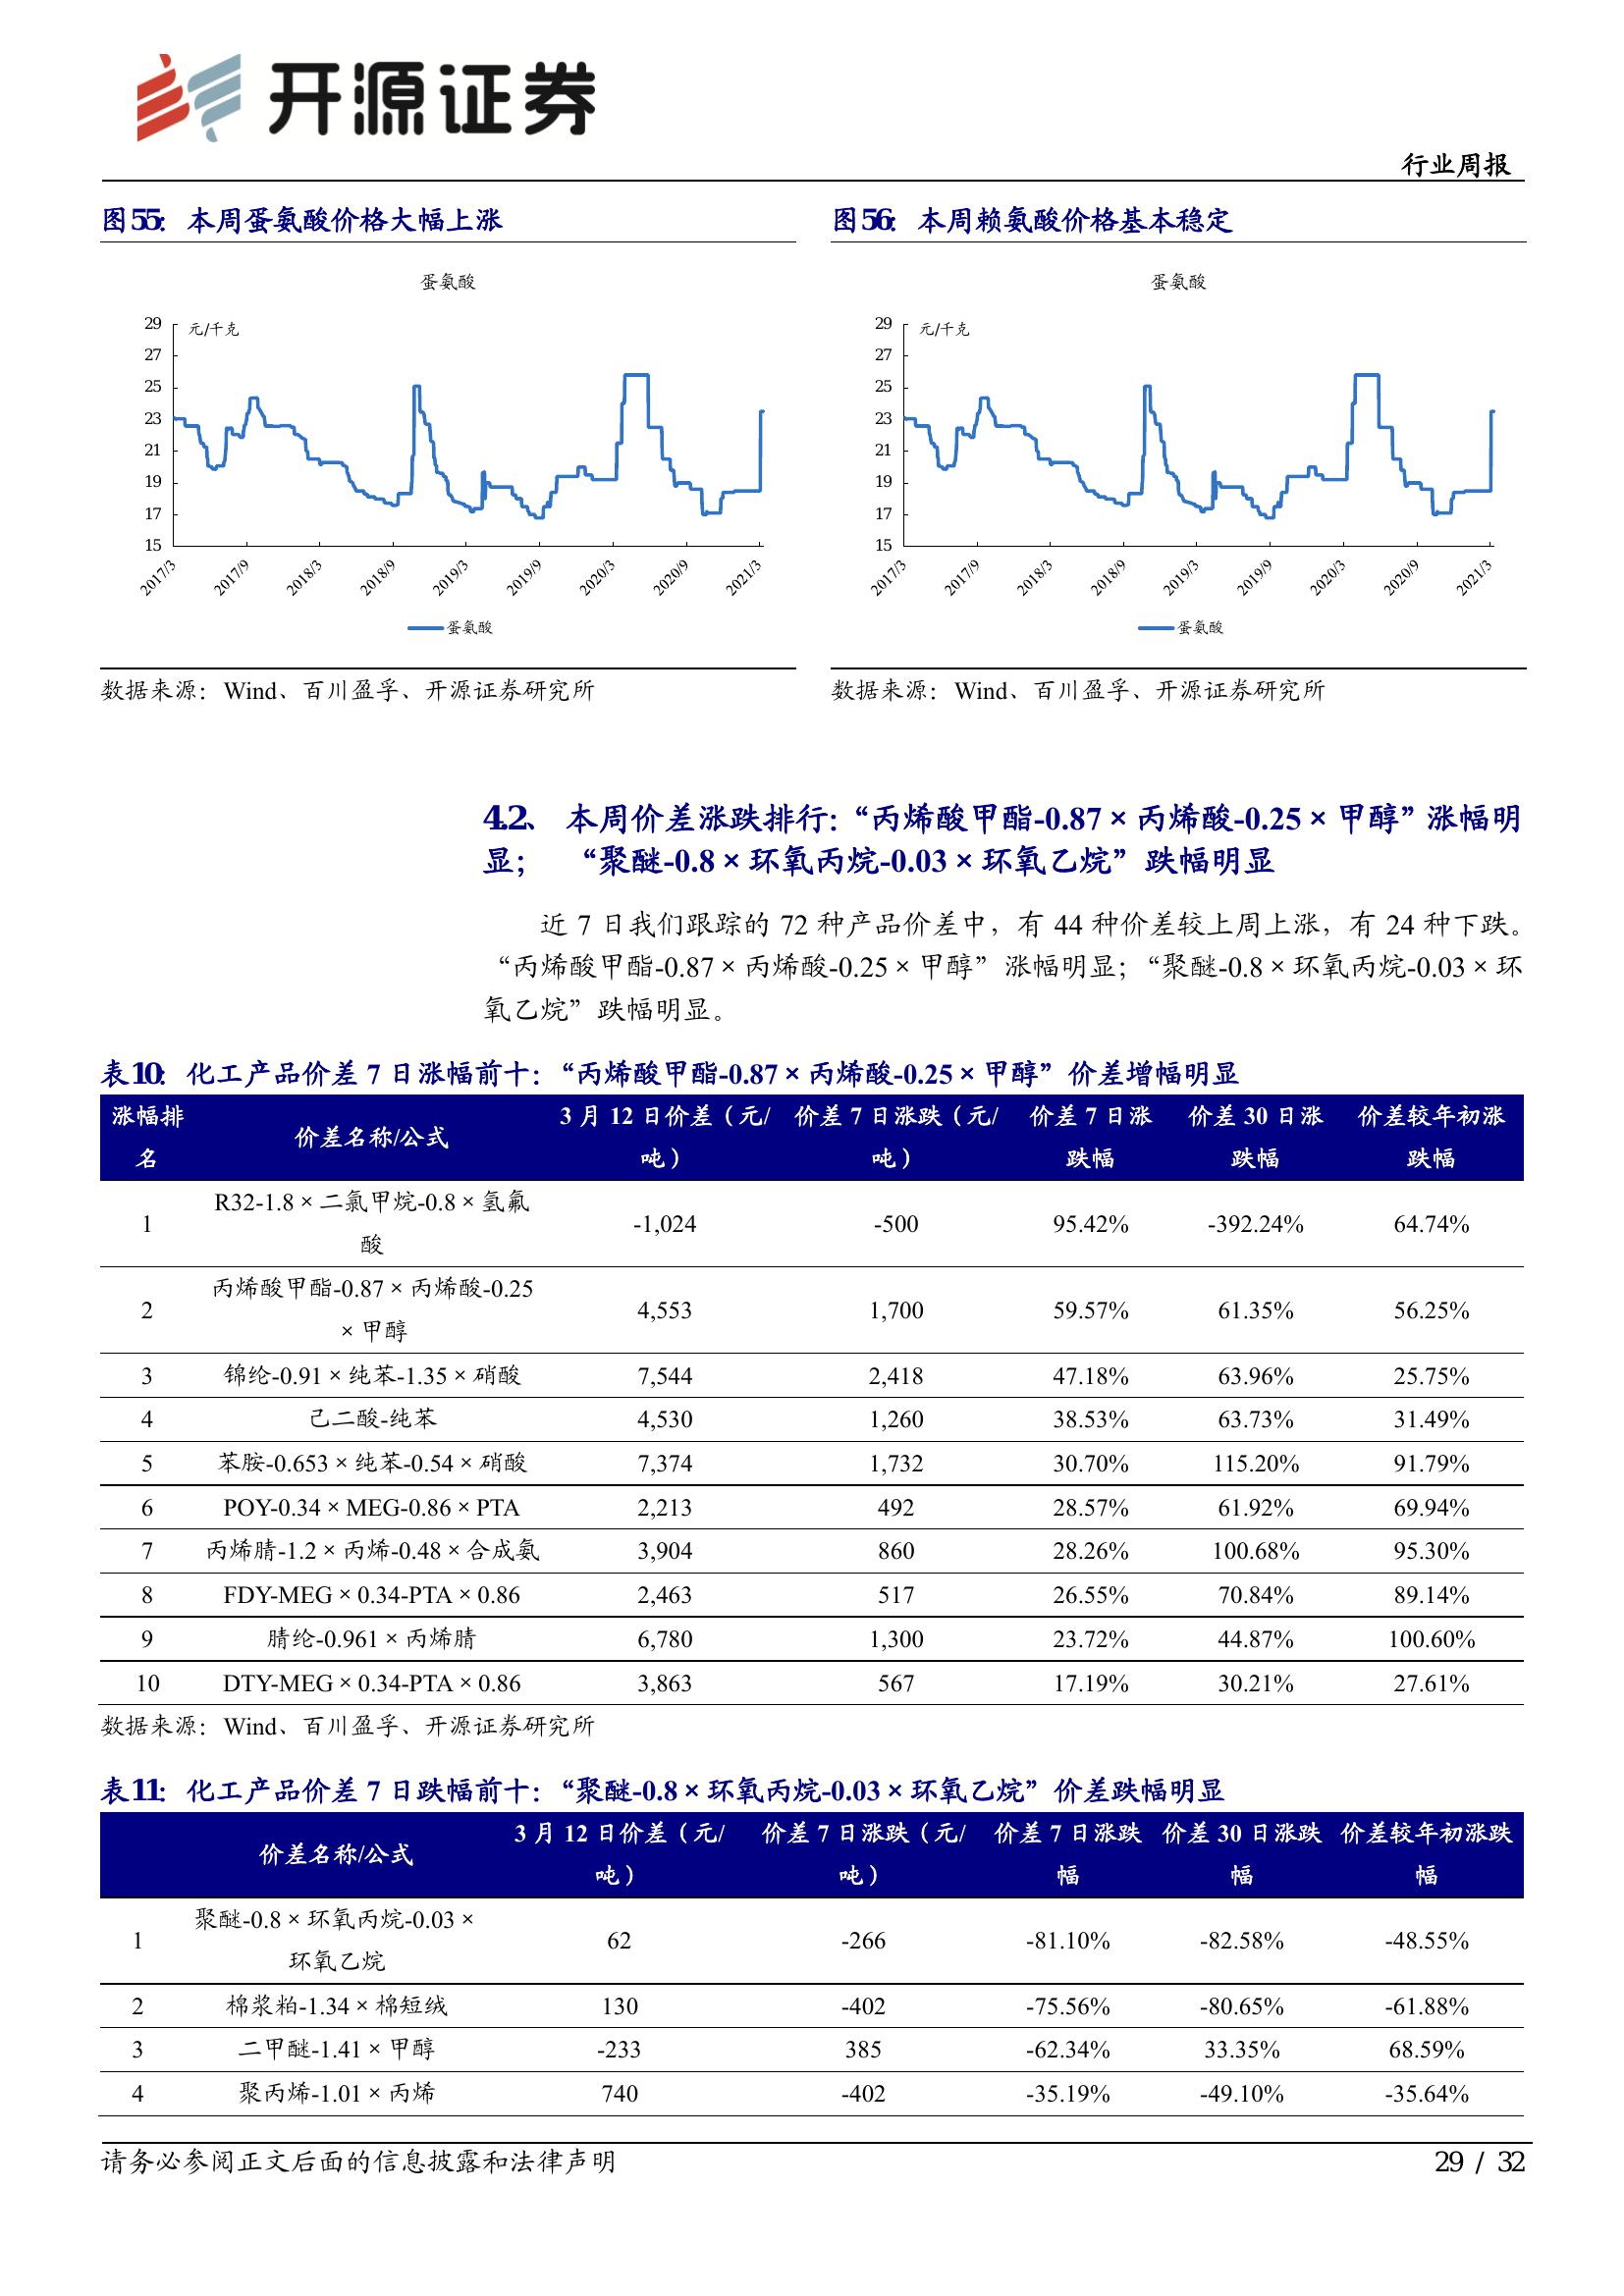 开源证券
行业周报
图55： 本周蛋氨酸价格大幅上涨
蛋氨酸
元/千克
29
27
25
23
21
19
17
15
2017/3
2017/9
2018/3
2018/9
2019/3
2019/9
2020/3
2020/9
2021/3
蛋氨酸
数据来源：Wind、百川盈孚、开源证券研究所
图56： 本周赖氨酸价格基本稳定
蛋氨酸
元/千克
29
27
25
23
21
19
17
15
2017/3
2017/9
2018/3
2018/9
2019/3
2019/9
2020/3
2020/9
2021/3
蛋氨酸
数据来源：Wind、百川盈孚、开源证券研究所
4.2、 本周价差涨跌排行：“丙烯酸甲酯-0.87×丙烯酸-0.25×甲醇”涨幅明
显； “聚醚-0.8×环氧丙烷-0.03×环氧乙烷”跌幅明显
近 7 日我们跟踪的 72 种产品价差中，有 44 种价差较上周上涨，有 24 种下跌。
“丙烯酸甲酯-0.87×丙烯酸-0.25×甲醇”涨幅明显；“聚醚-0.8×环氧丙烷-0.03×环
氧乙烷”跌幅明显。
表10： 化工产品价差 7 日涨幅前十：“丙烯酸甲酯-0.87×丙烯酸-0.25×甲醇”价差增幅明显
涨幅排 3 月 12 日价差（元/ 价差 7 日涨跌（元/ 价差 7 日涨 价差 30 日涨 价差较年初涨
价差名称/公式
名 吨） 吨） 跌幅 跌幅 跌幅
R32-1.8×二氯甲烷-0.8×氢氟
1 -1,024 -500 95.42% -392.24% 64.74%
酸
丙烯酸甲酯-0.87×丙烯酸-0.25
2 4,553 1,700 59.57% 61.35% 56.25%
×甲醇
3 锦纶-0.91×纯苯-1.35×硝酸 7,544 2,418 47.18% 63.96% 25.75%
4 己二酸-纯苯 4,530 1,260 38.53% 63.73% 31.49%
5 苯胺-0.653×纯苯-0.54×硝酸 7,374 1,732 30.70% 115.20% 91.79%
6 POY-0.34×MEG-0.86×PTA 2,213 492 28.57% 61.92% 69.94%
7 丙烯腈-1.2×丙烯-0.48×合成氨 3,904 860 28.26% 100.68% 95.30%
8 FDY-MEG×0.34-PTA×0.86 2,463 517 26.55% 70.84% 89.14%
9 腈纶-0.961×丙烯腈 6,780 1,300 23.72% 44.87% 100.60%
10 DTY-MEG×0.34-PTA×0.86 3,863 567 17.19% 30.21% 27.61%
数据来源：Wind、百川盈孚、开源证券研究所
表11： 化工产品价差 7 日跌幅前十：“聚醚-0.8×环氧丙烷-0.03×环氧乙烷”价差跌幅明显
3 月 12 日价差（元/ 价差 7 日涨跌（元/ 价差 7 日涨跌 价差 30 日涨跌 价差较年初涨跌
价差名称/公式
吨） 吨） 幅 幅 幅
聚醚-0.8×环氧丙烷-0.03×
1 62 -266 -81.10% -82.58% -48.55%
环氧乙烷
2 棉浆粕-1.34×棉短绒 130 -402 -75.56% -80.65% -61.88%
3 二甲醚-1.41×甲醇 -233 385 -62.34% 33.35% 68.59%
4 聚丙烯-1.01×丙烯 740 -402 -35.19% -49.10% -35.64%
请务必参阅正文后面的信息披露和法律声明
29 / 32